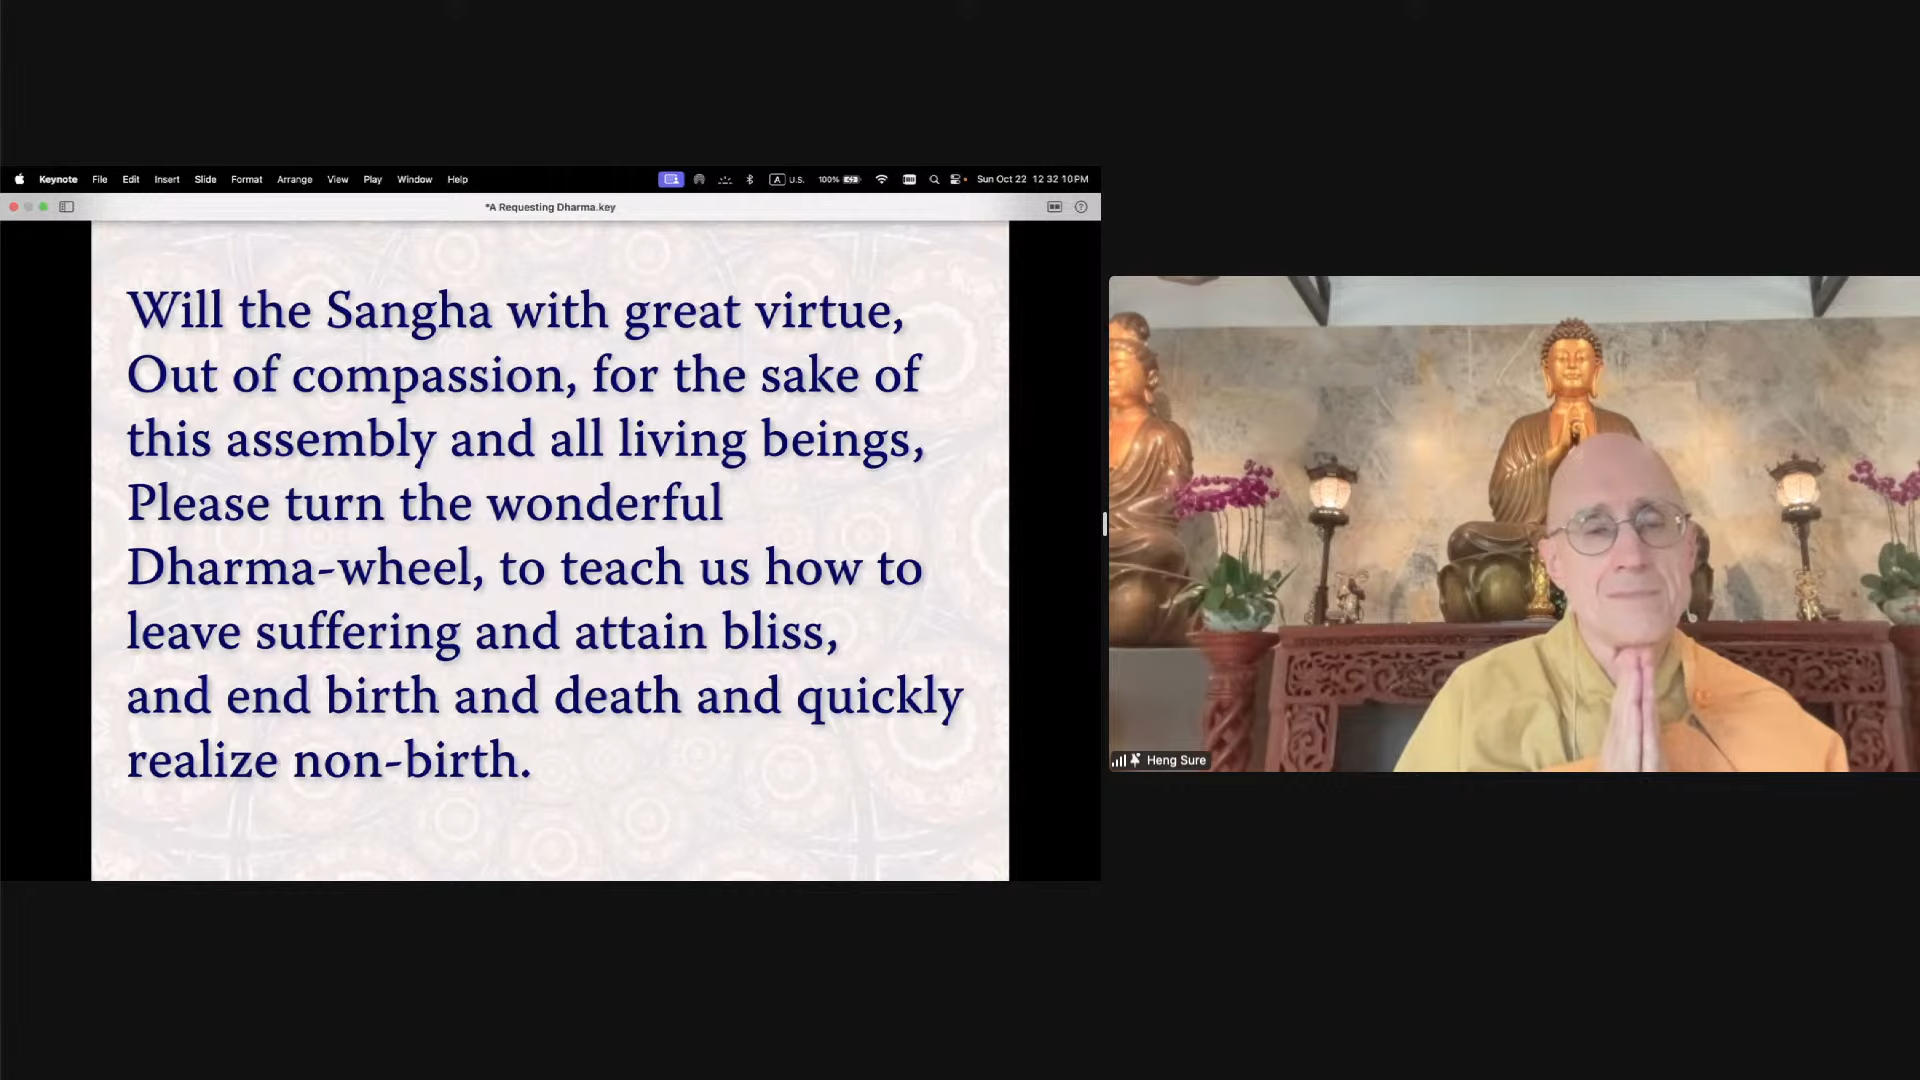 Keynote File Edit Insert Slide Format Arrange View Play Window Help A U.S. 100% Sun Oct 22 12 32 10 PM
*A Requesting Dharma.key
Will the Sangha with great virtue,
Out of compassion, for the sake of
this assembly and all living beings,
Please turn the wonderful
Dharma-wheel, to teach us how to
leave suffering and attain bliss,
and end birth and death and quickly
realize non-birth.
Heng Sure